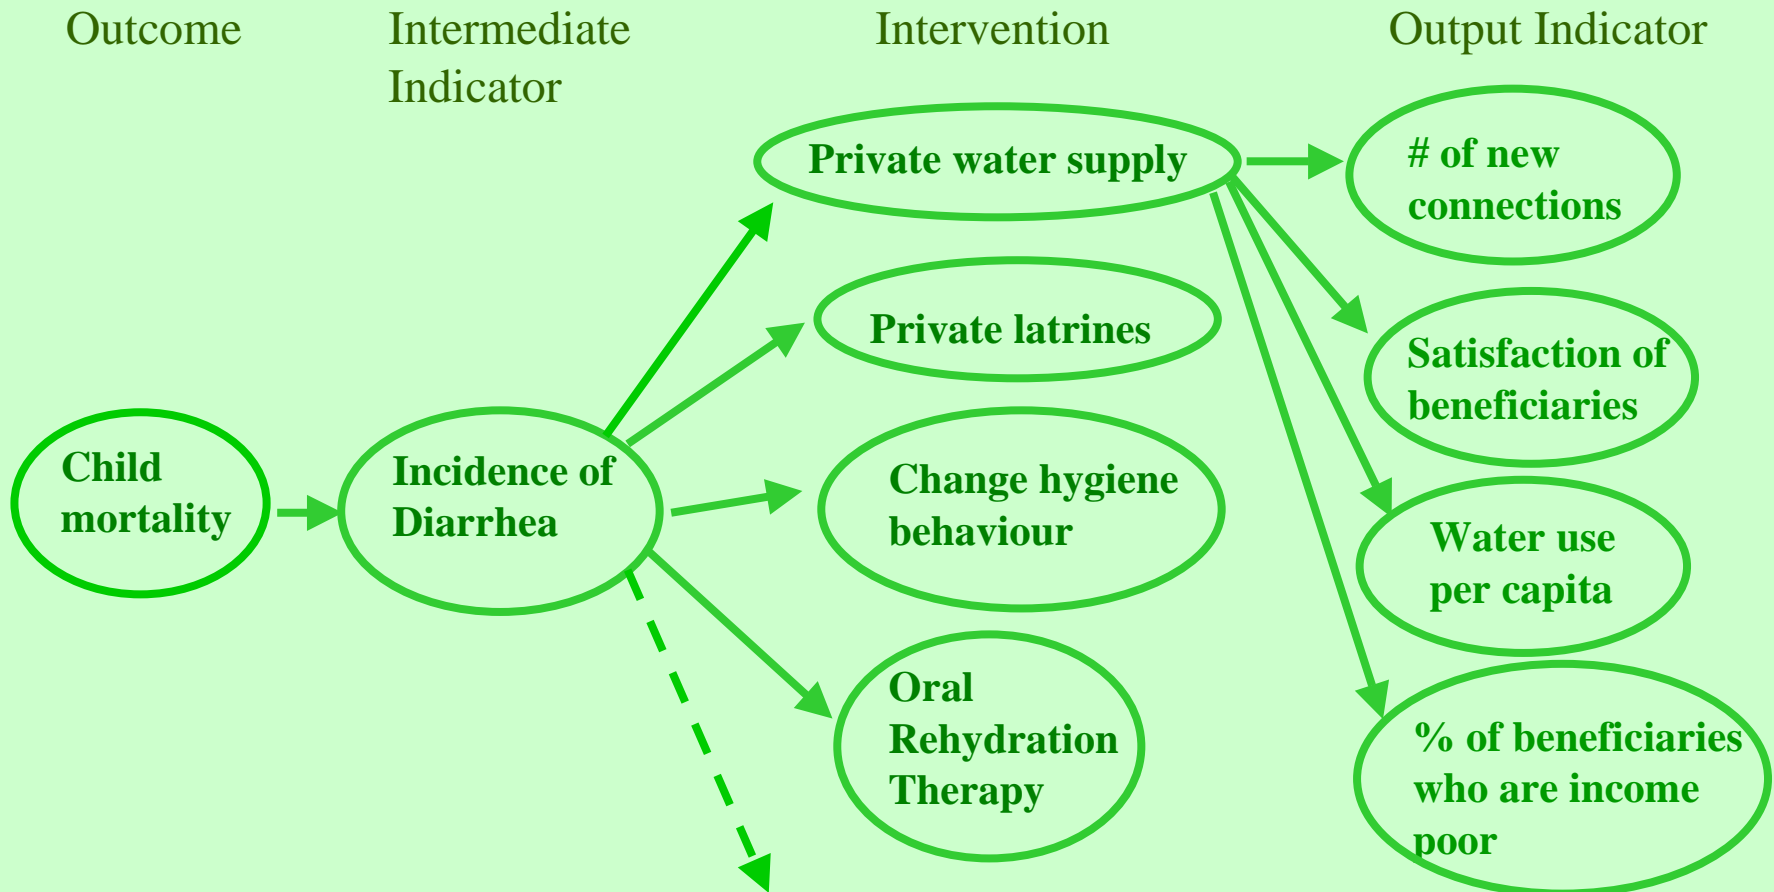 Outcome
Intermediate
Indicator
Intervention
Output Indicator
Private water supply
# of new
connections
Private latrines
Satisfaction of
beneficiaries
Child
mortality
Incidence of
Diarrhea
Change hygiene
behaviour
Water use
per capita
Oral
Rehydration
Therapy
% of beneficiaries
who are income
poor